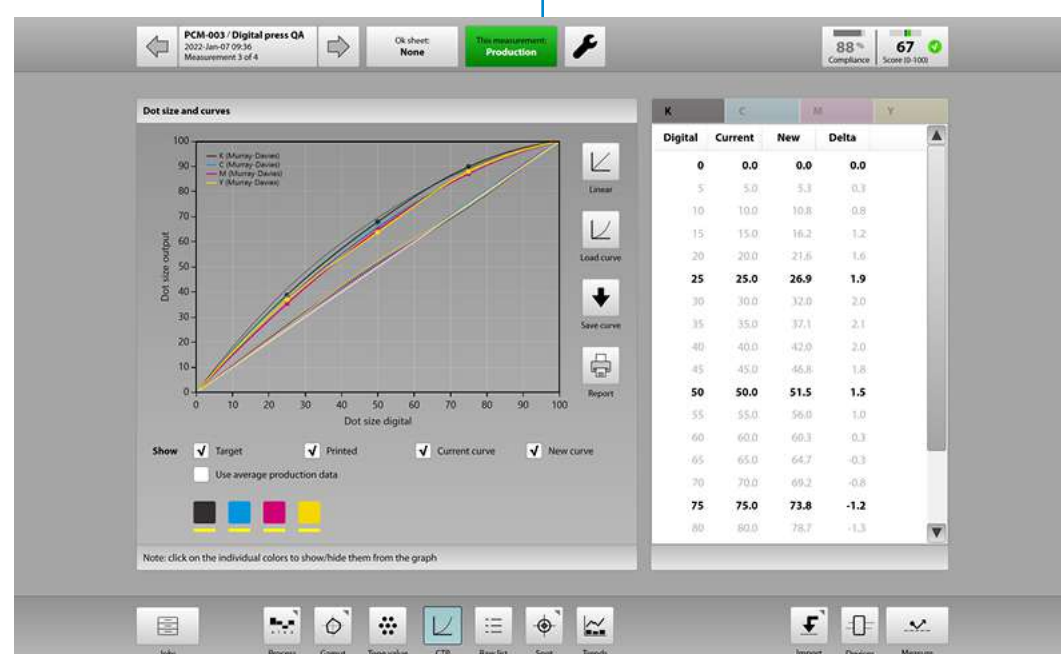 PCM-003 / Digital press QA
2022-Jan-07 09:36
Measurement 3 of 4
Ok sheet:
None
This measurement:
Production
88 %
Compliance
67
Score (0-100)
Dot size and curves
100
90
80
70
60
50
40
30
20
10
0
Dot size output
K (Murray-Davies)
C (Murray-Davies)
M (Murray-Davies)
Y (Murray-Davies)
0 10 20 30 40 50 60 70 80 90 100
Dot size digital
Linear
Load curve
Save curve
Report
Show Target Printed Current curve New curve
Use average production data
Note: click on the individual colors to show/hide them from the graph
K C M Y
Digital Current New Delta
0 0.0 0.0 0.0
5 5.0 5.3 0.3
10 10.0 10.8 0.8
15 15.0 16.2 1.2
20 20.0 21.6 1.6
25 25.0 26.9 1.9
30 30.0 32.0 2.0
35 35.0 37.1 2.1
40 40.0 42.0 2.0
45 45.0 46.8 1.8
50 50.0 51.5 1.5
55 55.0 56.0 1.0
60 60.0 60.3 0.3
65 65.0 64.7 -0.3
70 70.0 69.2 -0.8
75 75.0 73.8 -1.2
80 80.0 78.7 -1.3
Jobs Process Gamut Tone value CTP Raw list Spot Trends Import Devices Measure